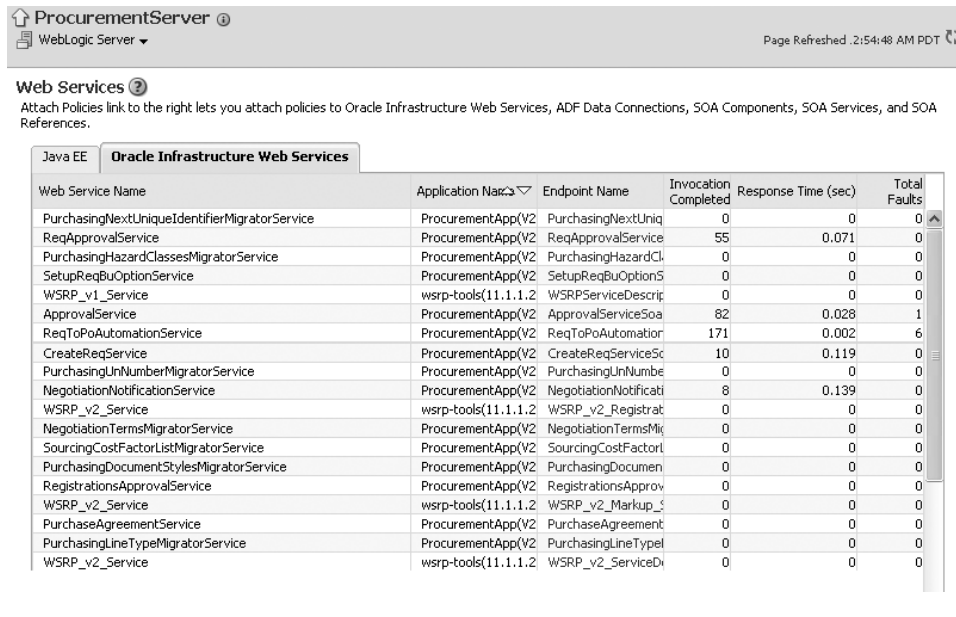 ProcurementServer
WebLogic Server
Page Refreshed .2:54:48 AM PDT
Web Services
Attach Policies link to the right lets you attach policies to Oracle Infrastructure Web Services, ADF Data Connections, SOA Components, SOA Services, and SOA
References.
Java EE Oracle Infrastructure Web Services
Web Service Name Application Endpoint Name Invocation Completed Response Time (sec) Total Faults
PurchasingNextUniqueIdentifierMigratorService ProcurementApp(V2 PurchasingNextUniq 0 0 0
ReqApprovalService ProcurementApp(V2 ReqApprovalService 55 0.071 0
PurchasingHazardClassesMigratorService ProcurementApp(V2 PurchasingHazardCl 0 0 0
SetupReqBuOptionService ProcurementApp(V2 SetupReqBuOptionS 0 0 0
WSRP_v1_Service wsrp-tools(11.1.1.2 WSRPServiceDescrip 0 0 0
ApprovalService ProcurementApp(V2 ApprovalServiceSoa 82 0.028 1
ReqToPoAutomationService ProcurementApp(V2 ReqToPoAutomation 171 0.002 6
CreateReqService ProcurementApp(V2 CreateReqServiceSo 10 0.119 0
PurchasingUnNumberMigratorService ProcurementApp(V2 PurchasingUnNumbe 0 0 0
NegotiationNotificationService ProcurementApp(V2 NegotiationNotificati 8 0.139 0
WSRP_v2_Service wsrp-tools(11.1.1.2 WSRP_v2_Registrat 0 0 0
NegotiationTermsMigratorService ProcurementApp(V2 NegotiationTermsMig 0 0 0
SourcingCostFactorListMigratorService ProcurementApp(V2 SourcingCostFactorL 0 0 0
PurchasingDocumentStylesMigratorService ProcurementApp(V2 PurchasingDocumen 0 0 0
RegistrationsApprovalService ProcurementApp(V2 RegistrationsApprov 0 0 0
WSRP_v2_Service wsrp-tools(11.1.1.2 WSRP_v2_Markup_S 0 0 0
PurchaseAgreementService ProcurementApp(V2 PurchaseAgreement 0 0 0
PurchasingLineTypeMigratorService ProcurementApp(V2 PurchasingLineTypeI 0 0 0
WSRP_v2_Service wsrp-tools(11.1.1.2 WSRP_v2_ServiceD 0 0 0